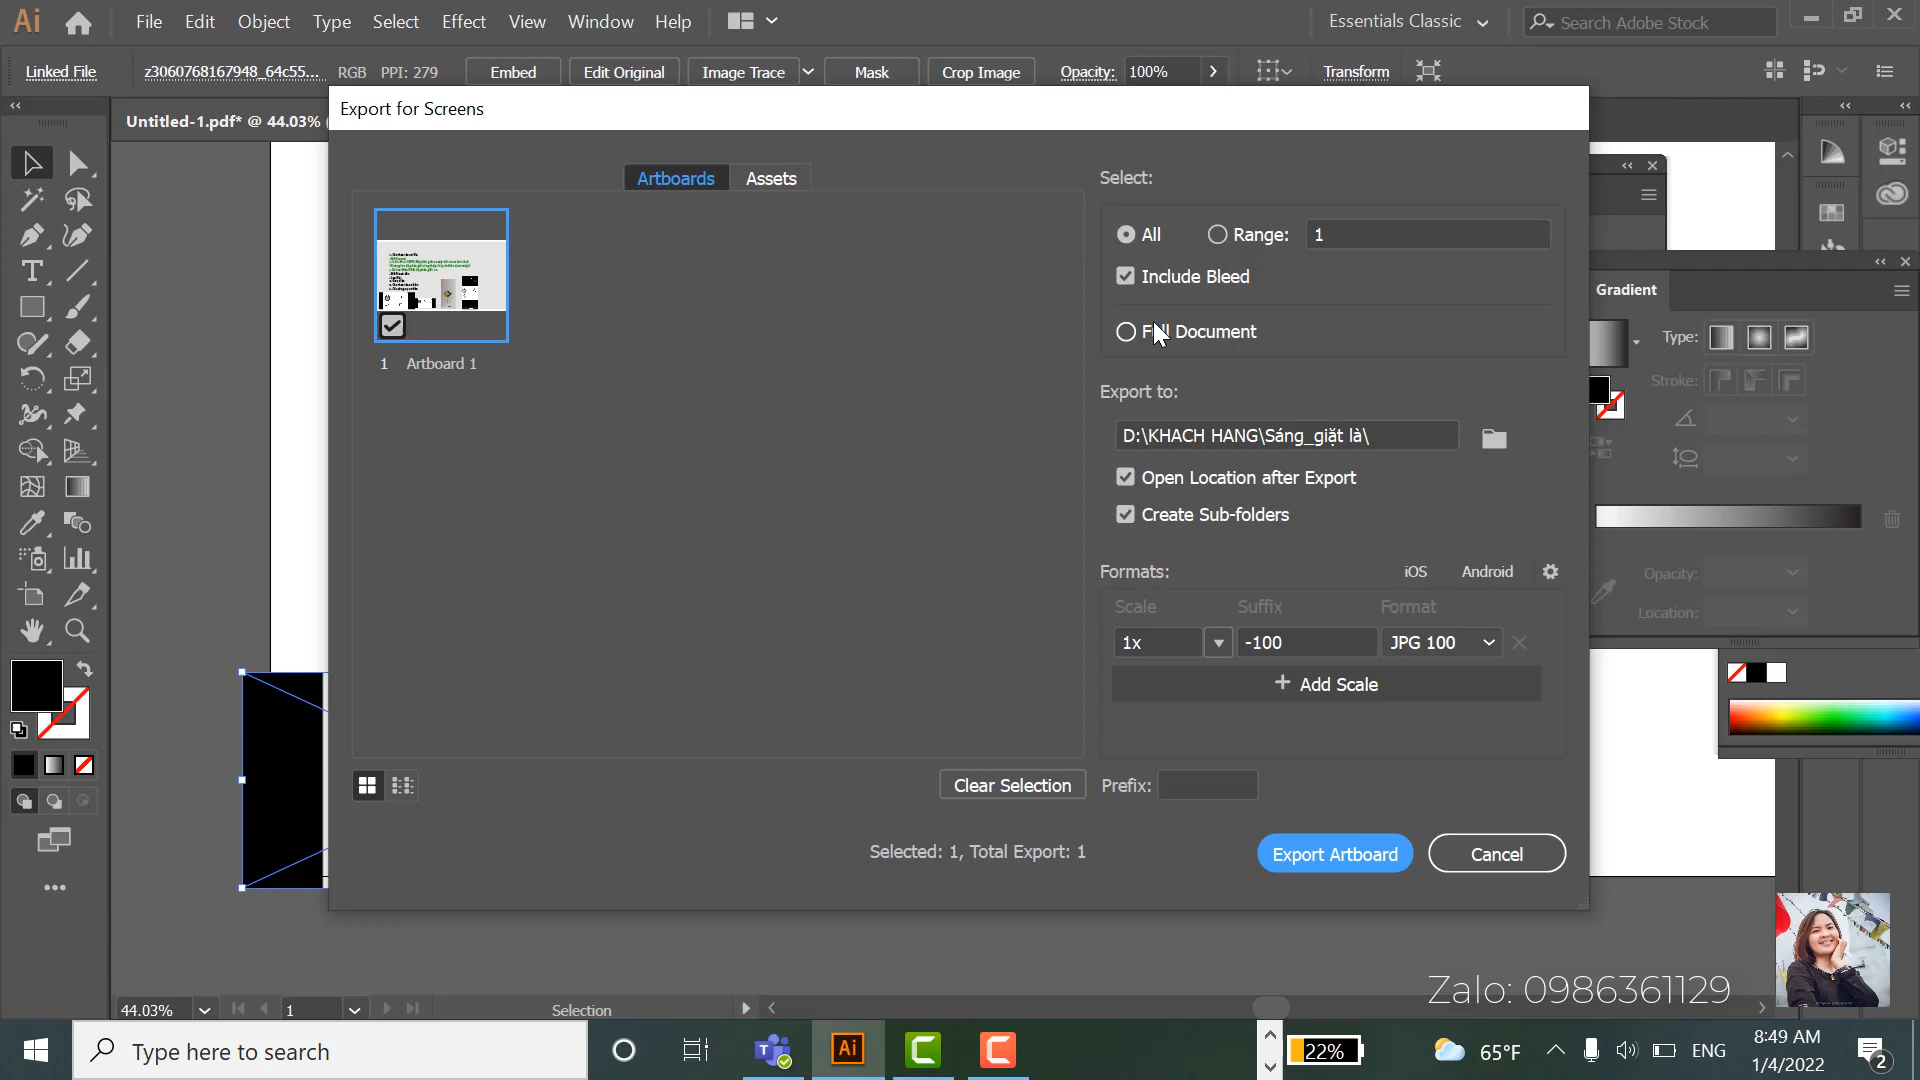 Ai File Edit Object Type Select Effect View Window Help Essentials Classic Search Adobe Stock
Linked File z3060768167948_64c55... RGB PPI: 279 Embed Edit Original Image Trace Mask Crop Image Opacity: 100% Transform
Untitled-1.pdf* @ 44.03%
Export for Screens
Artboards Assets
1 Artboard 1
Select:
All Range: 1
Include Bleed
Full Document
Export to:
D:\KHACH HANG\Sáng_giặt là\
Open Location after Export
Create Sub-folders
Formats: iOS Android
Scale Suffix Format
1x -100 JPG 100
+ Add Scale
Clear Selection Prefix:
Selected: 1, Total Export: 1
Export Artboard Cancel
Gradient
Type:
Stroke:
Opacity:
Location:
Zalo: 0986361129
44.03% 1 Selection
Type here to search
Ai
22%
65°F
ENG
8:49 AM
1/4/2022
2